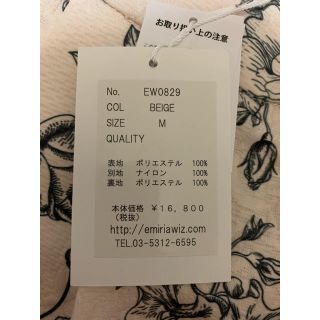 お取り扱い上の注意
No. EW0829
COL BEIGE
SIZE M
QUALITY
表地 ポリエステル 100%
別地 ナイロン 100%
裏地 ポリエステル 100%
本体価格 ¥16,800
(税抜)
http://emiriawiz.com
TEL.03-5312-6595